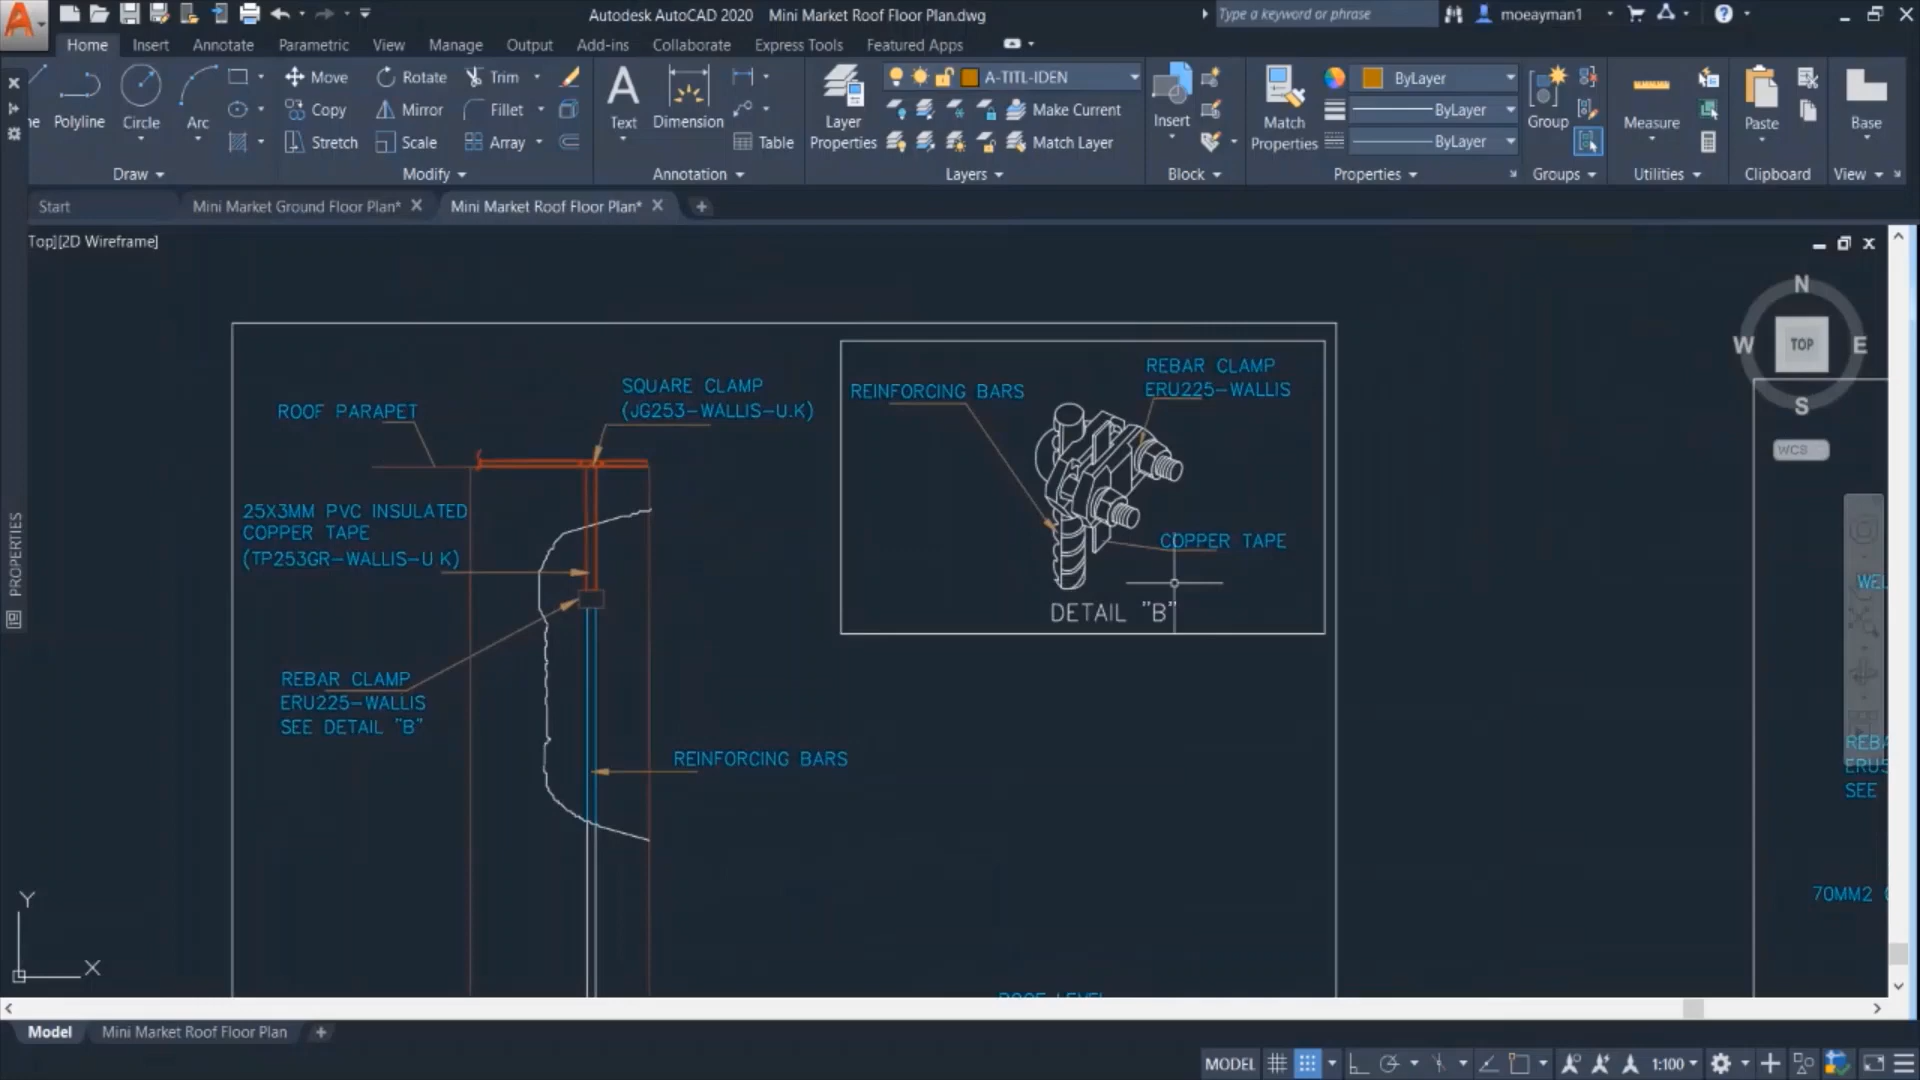 Autodesk AutoCAD 2020 Mini Market Roof Floor Plan.dwg
Type a keyword or phrase
moeayman1
Home Insert Annotate Parametric View Manage Output Add-ins Collaborate Express Tools Featured Apps
Polyline
Circle
Arc
Move
Rotate
Trim
Copy
Mirror
Fillet
Stretch
Scale
Array
Text
Dimension
Table
Layer
Properties
A-TITL-IDEN
Make Current
Match Layer
Insert
Match
Properties
ByLayer
ByLayer
ByLayer
Group
Measure
Paste
Base
Draw
Modify
Annotation
Layers
Block
Properties
Groups
Utilities
Clipboard
View
Start
Mini Market Ground Floor Plan*
Mini Market Roof Floor Plan*
Top][2D Wireframe]
PROPERTIES
N
W
TOP
E
S
WCS
ROOF PARAPET
SQUARE CLAMP
(JG253-WALLIS-U.K)
25X3MM PVC INSULATED
COPPER TAPE
(TP253GR-WALLIS-U K)
REBAR CLAMP
ERU225-WALLIS
SEE DETAIL "B"
REINFORCING BARS
REINFORCING BARS
REBAR CLAMP
ERU225-WALLIS
COPPER TAPE
DETAIL "B"
SEE
70MM2
ROOF LEVEL
Y
X
Model
Mini Market Roof Floor Plan
MODEL
1:100